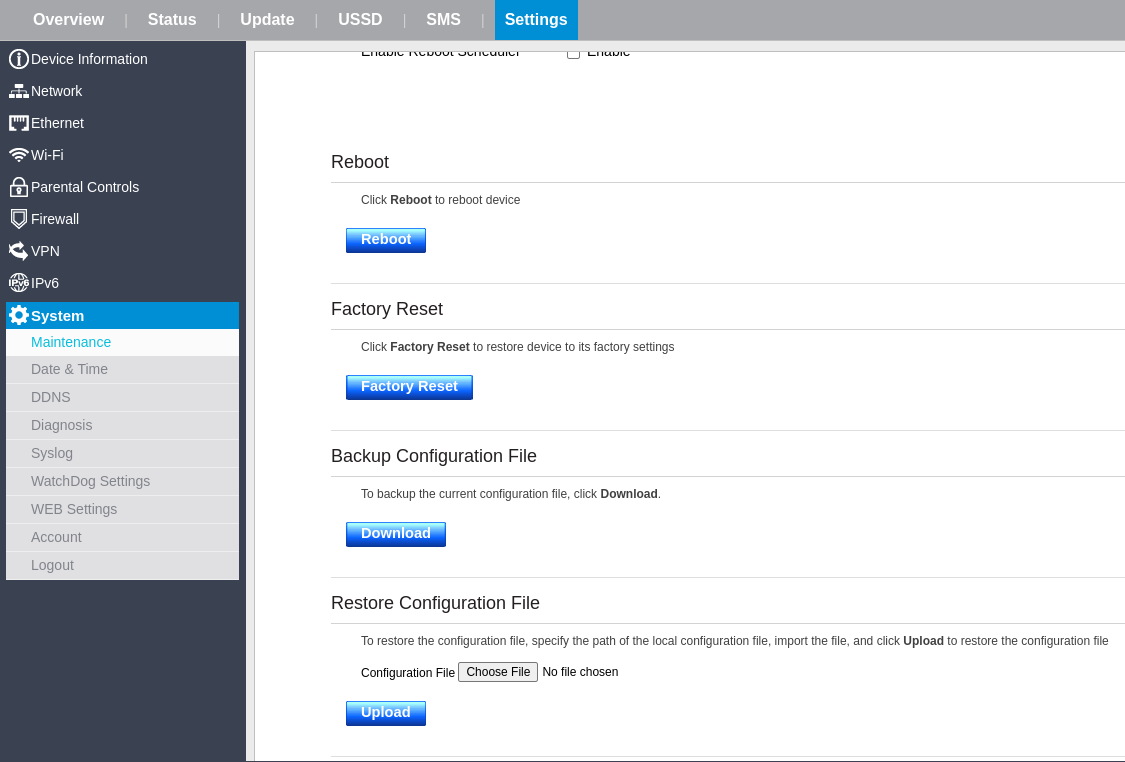 Overview | Status | Update | USSD | SMS | Settings
Device Information
Network
Ethernet
Wi-Fi
Parental Controls
Firewall
VPN
IPv6 IPv6
System
Maintenance
Date & Time
DDNS
Diagnosis
Syslog
WatchDog Settings
WEB Settings
Account
Logout
Enable Reboot Scheduler Enable
Reboot
Click Reboot to reboot device
Reboot
Factory Reset
Click Factory Reset to restore device to its factory settings
Factory Reset
Backup Configuration File
To backup the current configuration file, click Download.
Download
Restore Configuration File
To restore the configuration file, specify the path of the local configuration file, import the file, and click Upload to restore the configuration file
Configuration File Choose File No file chosen
Upload